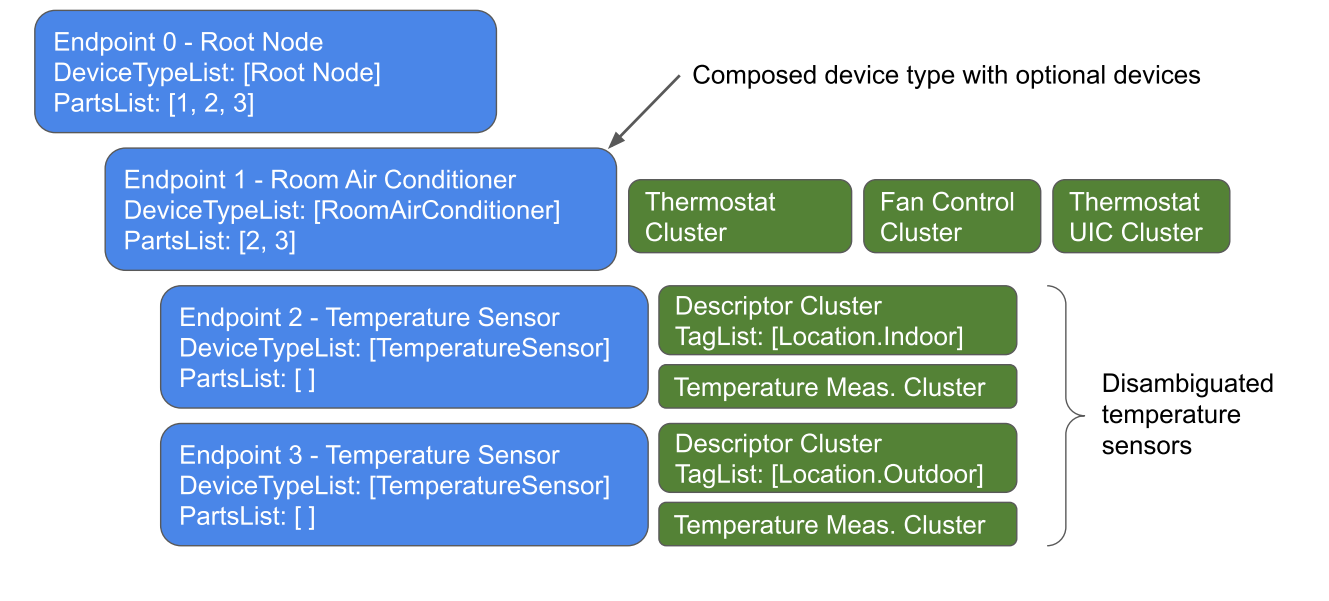 Endpoint 0 - Root Node
DeviceTypeList: [Root Node]
PartsList: [1, 2, 3]
Composed device type with optional devices
Endpoint 1 - Room Air Conditioner
DeviceTypeList: [RoomAirConditioner]
PartsList: [2, 3]
Thermostat
Cluster
Fan Control
Cluster
Thermostat
UIC Cluster
Endpoint 2 - Temperature Sensor
DeviceTypeList: [TemperatureSensor]
PartsList: [ ]
Descriptor Cluster
TagList: [Location.Indoor]
Temperature Meas. Cluster
Endpoint 3 - Temperature Sensor
DeviceTypeList: [TemperatureSensor]
PartsList: [ ]
Descriptor Cluster
TagList: [Location.Outdoor]
Temperature Meas. Cluster
Disambiguated
temperature
sensors